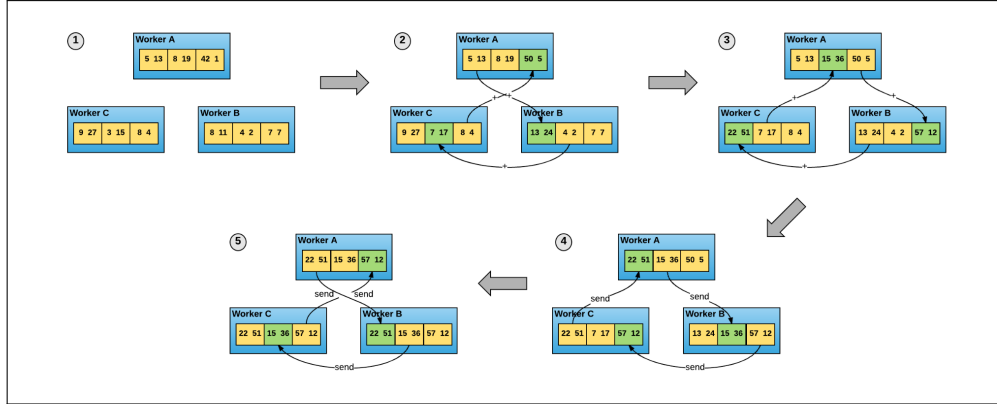 1
Worker A
5 13 8 19 42 1
Worker C
9 27 3 15 8 4
Worker B
8 11 4 2 7 7
2
Worker A
5 13 8 19 50 5
+ +
Worker C
9 27 7 17 8 4
Worker B
13 24 4 2 7 7
+
3
Worker A
5 13 15 36 50 5
+ +
Worker C
22 51 7 17 8 4
Worker B
13 24 4 2 57 12
+
5
Worker A
22 51 15 36 57 12
send send
Worker C
22 51 15 36 57 12
Worker B
22 51 15 36 57 12
send
4
Worker A
22 51 15 36 50 5
send send
Worker C
22 51 7 17 57 12
Worker B
13 24 15 36 57 12
send